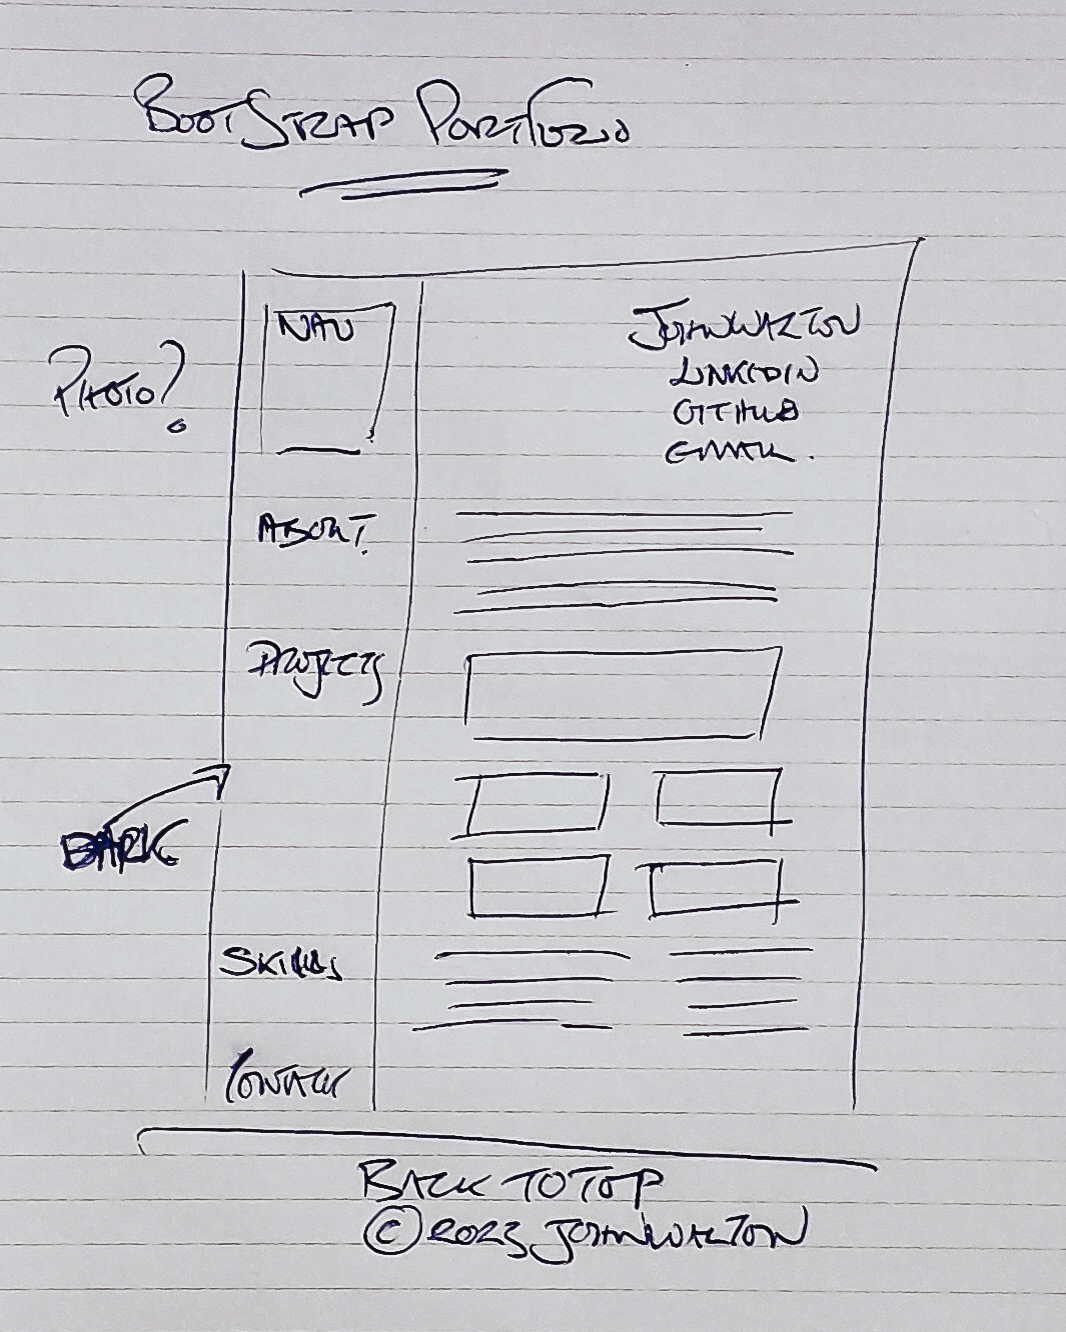 BOOTSTRAP PORTFOLIO
NAV
PHOTO?
JOHN WALTON
LINKEDIN
GITHUB
EMAIL.
ABOUT.
PROJECTS
DARK.
SKILLS
CONTACT
BACK TO TOP
© 2023 JOHN WALTON